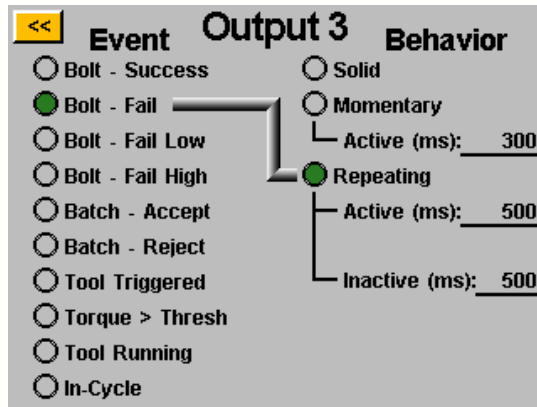 <<
Output 3
Event
Behavior
Bolt - Success
Bolt - Fail
Bolt - Fail Low
Bolt - Fail High
Batch - Accept
Batch - Reject
Tool Triggered
Torque > Thresh
Tool Running
In-Cycle
Solid
Momentary
Active (ms): 300
Repeating
Active (ms): 500
Inactive (ms): 500